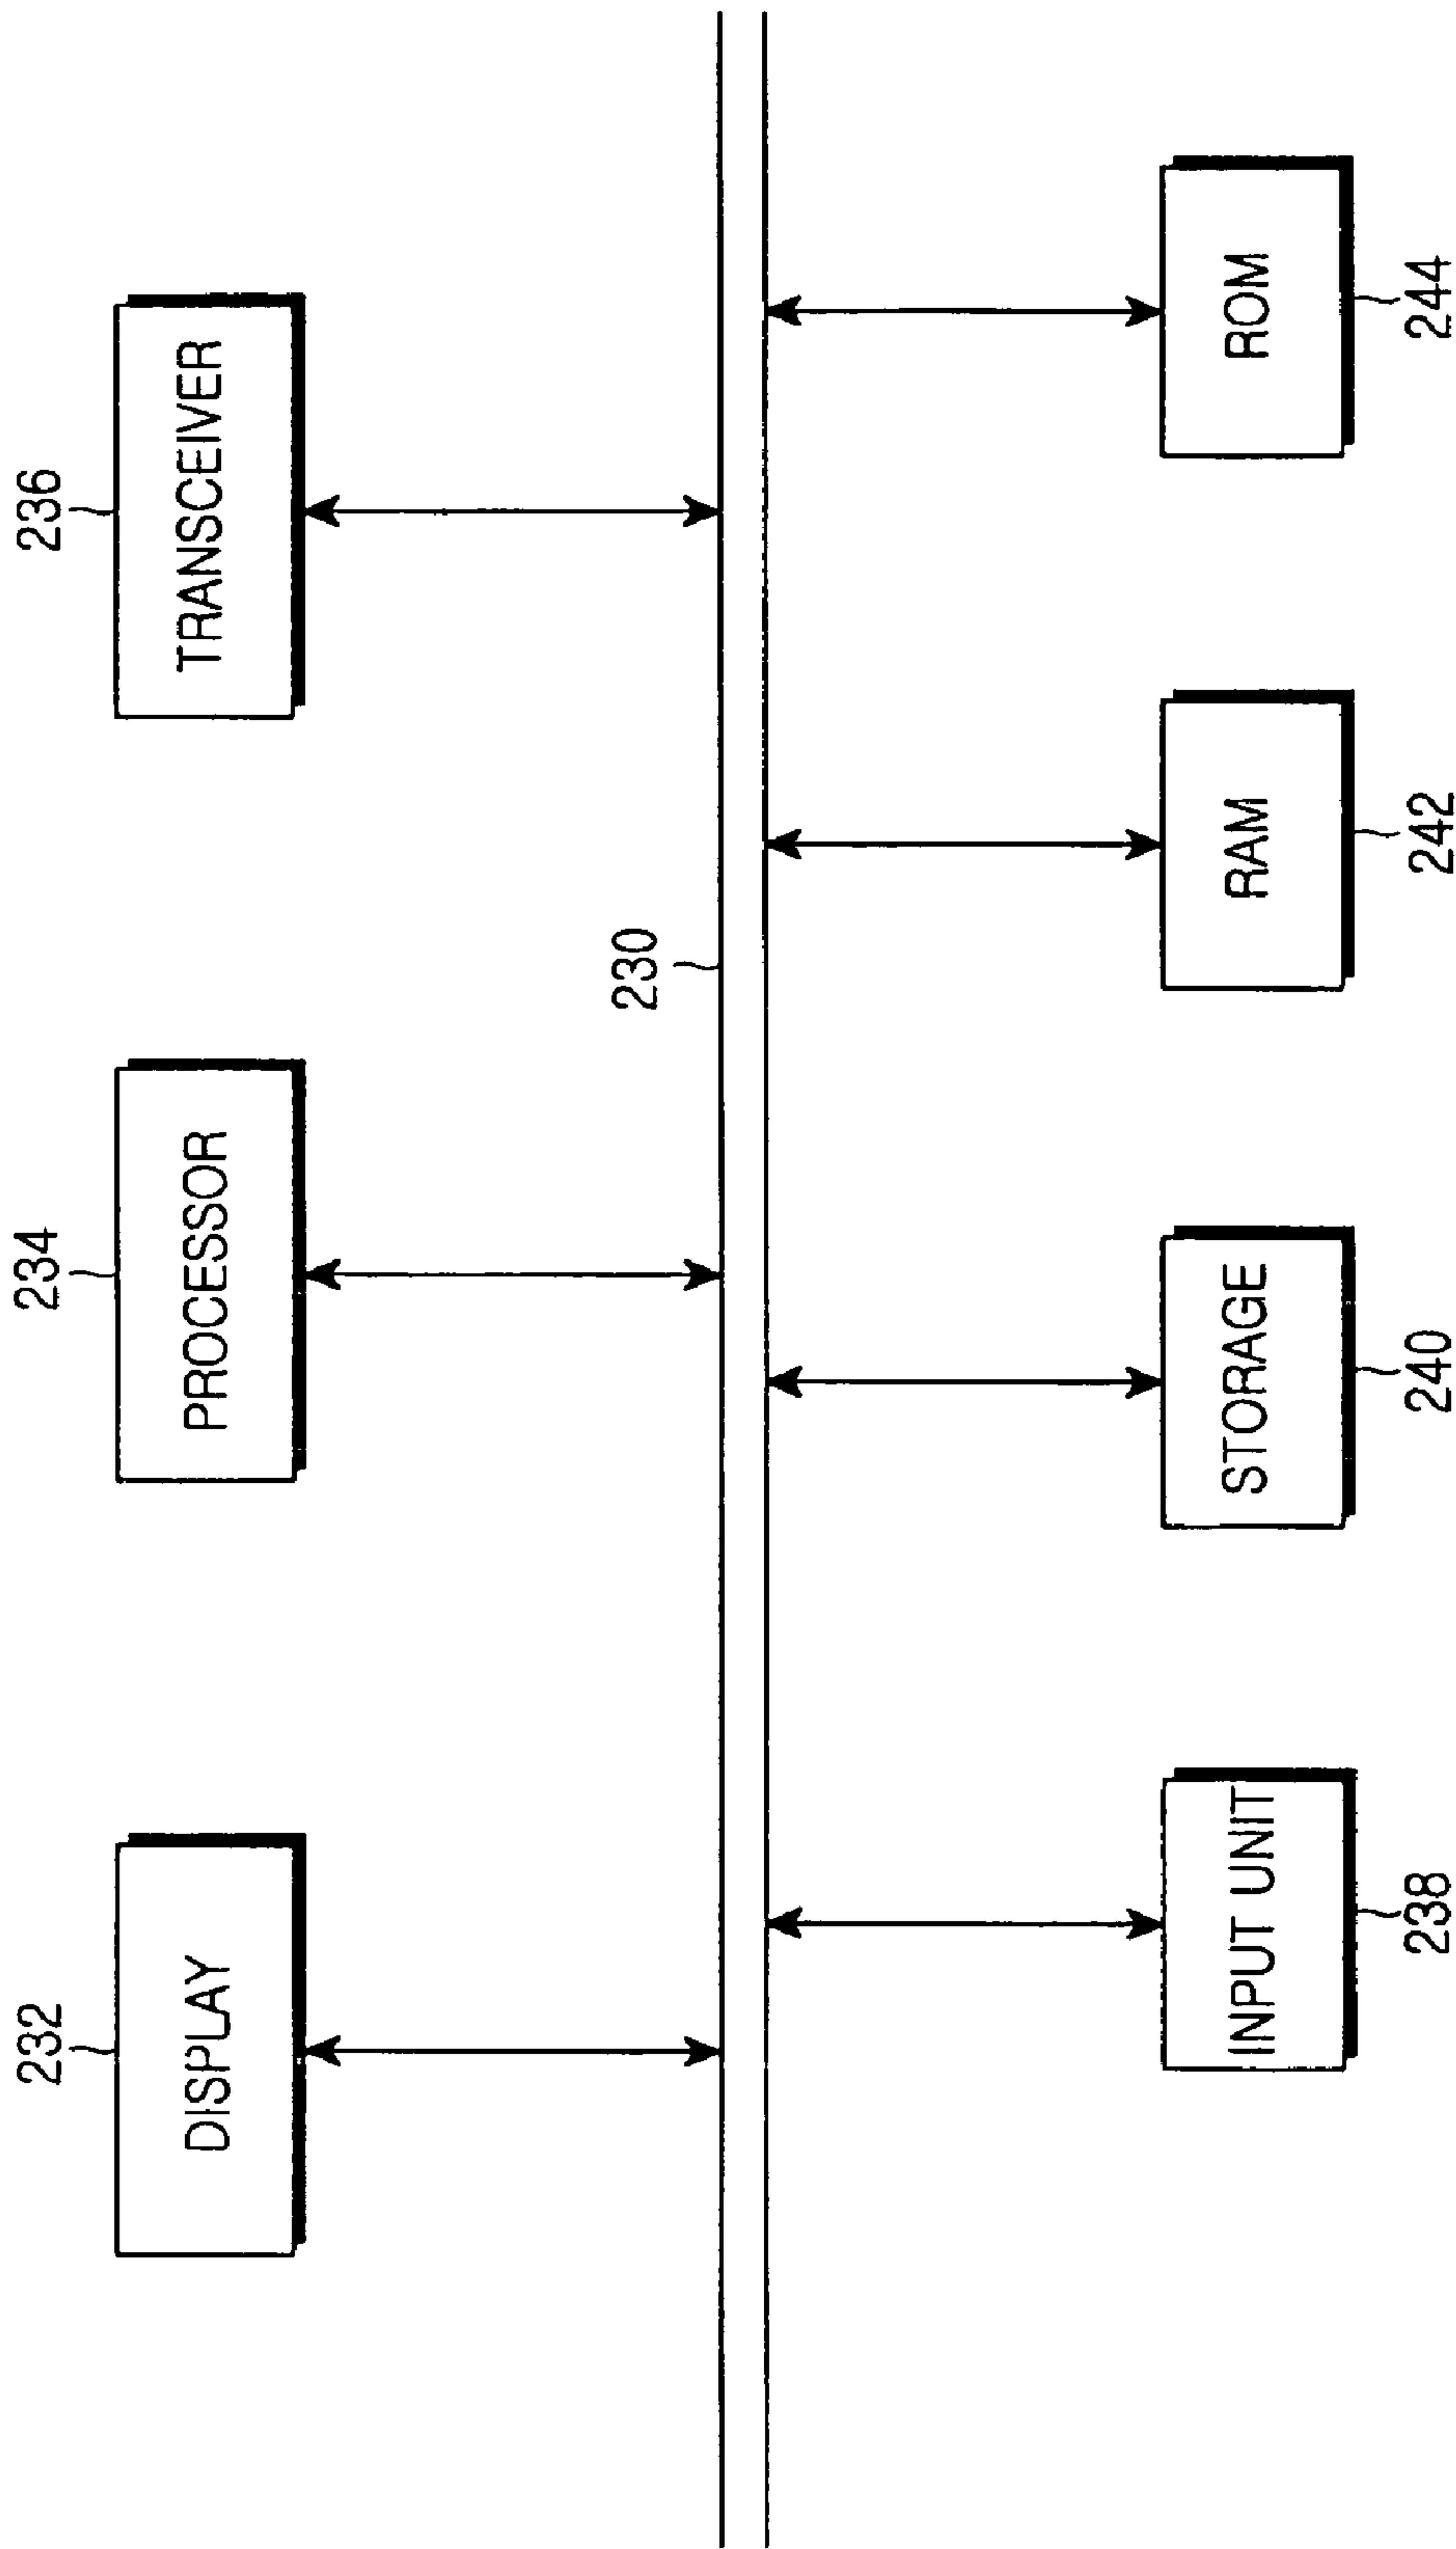 232
DISPLAY
234
PROCESSOR
236
TRANSCEIVER
230
INPUT UNIT
238
STORAGE
240
RAM
242
ROM
244